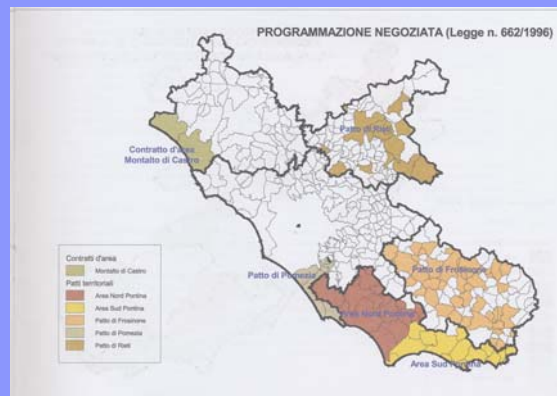 PROGRAMMAZIONE NEGOZIATA (Legge n. 662/1996)
Patto di Rieti
Contratto d'area
Montalto di Castro
Patto di Pomezia
Patto di Frosinone
Area Nord Pontina
Area Sud Pontina
Contratti d'area
Montalto di Castro
Patti territoriali
Area Nord Pontina
Area Sud Pontina
Patto di Frosinone
Patto di Pomezia
Patto di Rieti